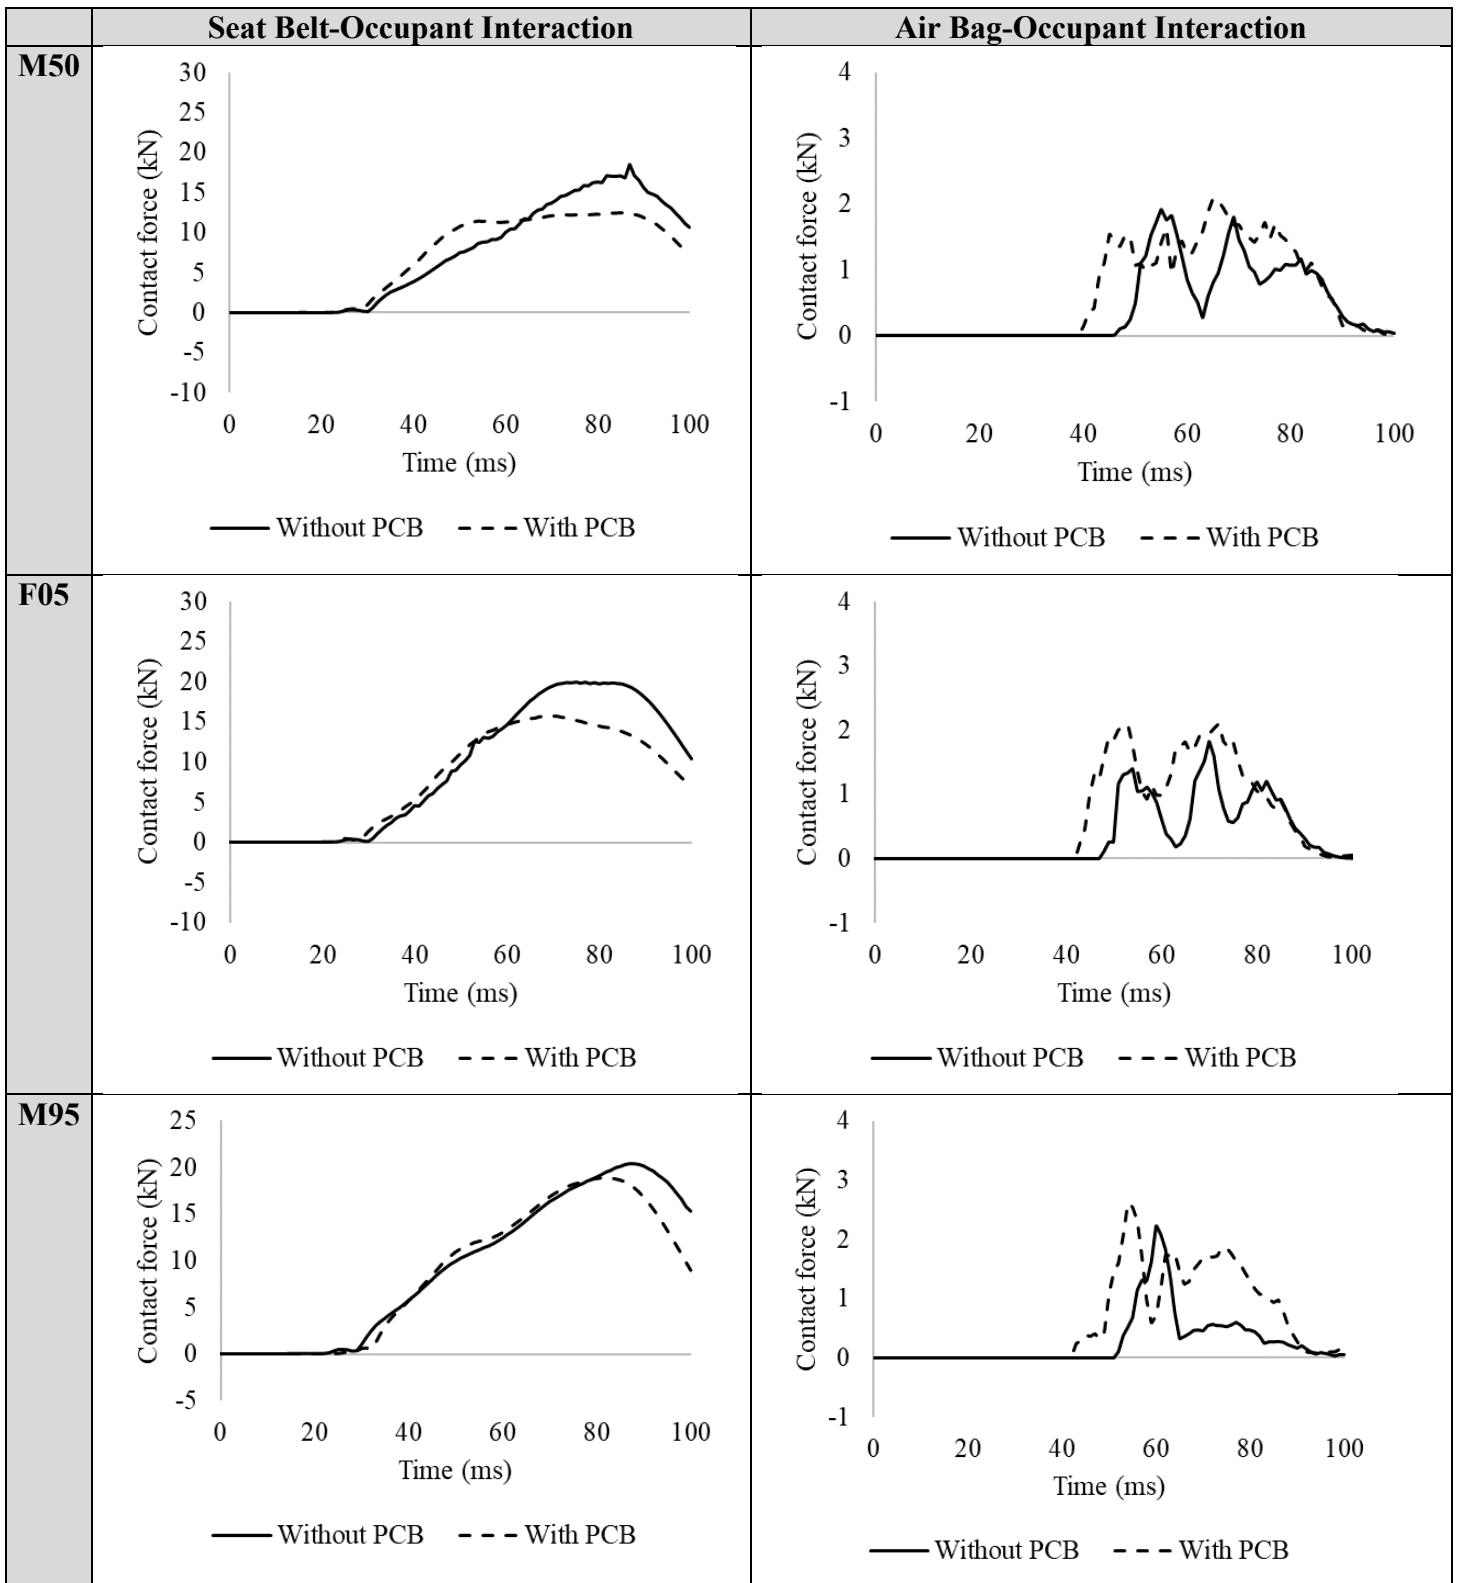 Seat Belt-Occupant Interaction
Air Bag-Occupant Interaction
M50
30
25
20
15
10
5
0
-5
-10
Contact force (kN)
0 20 40 60 80 100
Time (ms)
Without PCB With PCB
4
3
2
1
0
-1
Contact force (kN)
0 20 40 60 80 100
Time (ms)
Without PCB With PCB
F05
30
25
20
15
10
5
0
-5
-10
Contact force (kN)
0 20 40 60 80 100
Time (ms)
Without PCB With PCB
4
3
2
1
0
-1
Contact force (kN)
0 20 40 60 80 100
Time (ms)
Without PCB With PCB
M95
25
20
15
10
5
0
-5
Contact force (kN)
0 20 40 60 80 100
Time (ms)
Without PCB With PCB
4
3
2
1
0
-1
Contact force (kN)
0 20 40 60 80 100
Time (ms)
Without PCB With PCB